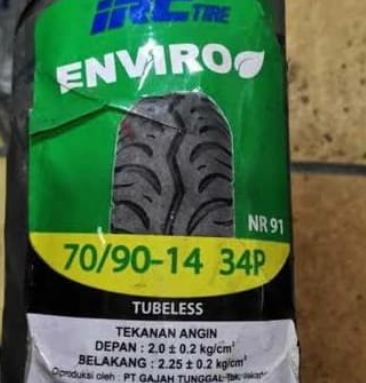 IRC TIRE
ENVIRO
NR 91
70/90-14 34P
TUBELESS
TEKANAN ANGIN
DEPAN : 2.0 ± 0.2 kg/cm²
BELAKANG : 2.25 ± 0.2 kg/cm²
Diproduksi oleh : PT GAJAH TUNGGAL Tbk,